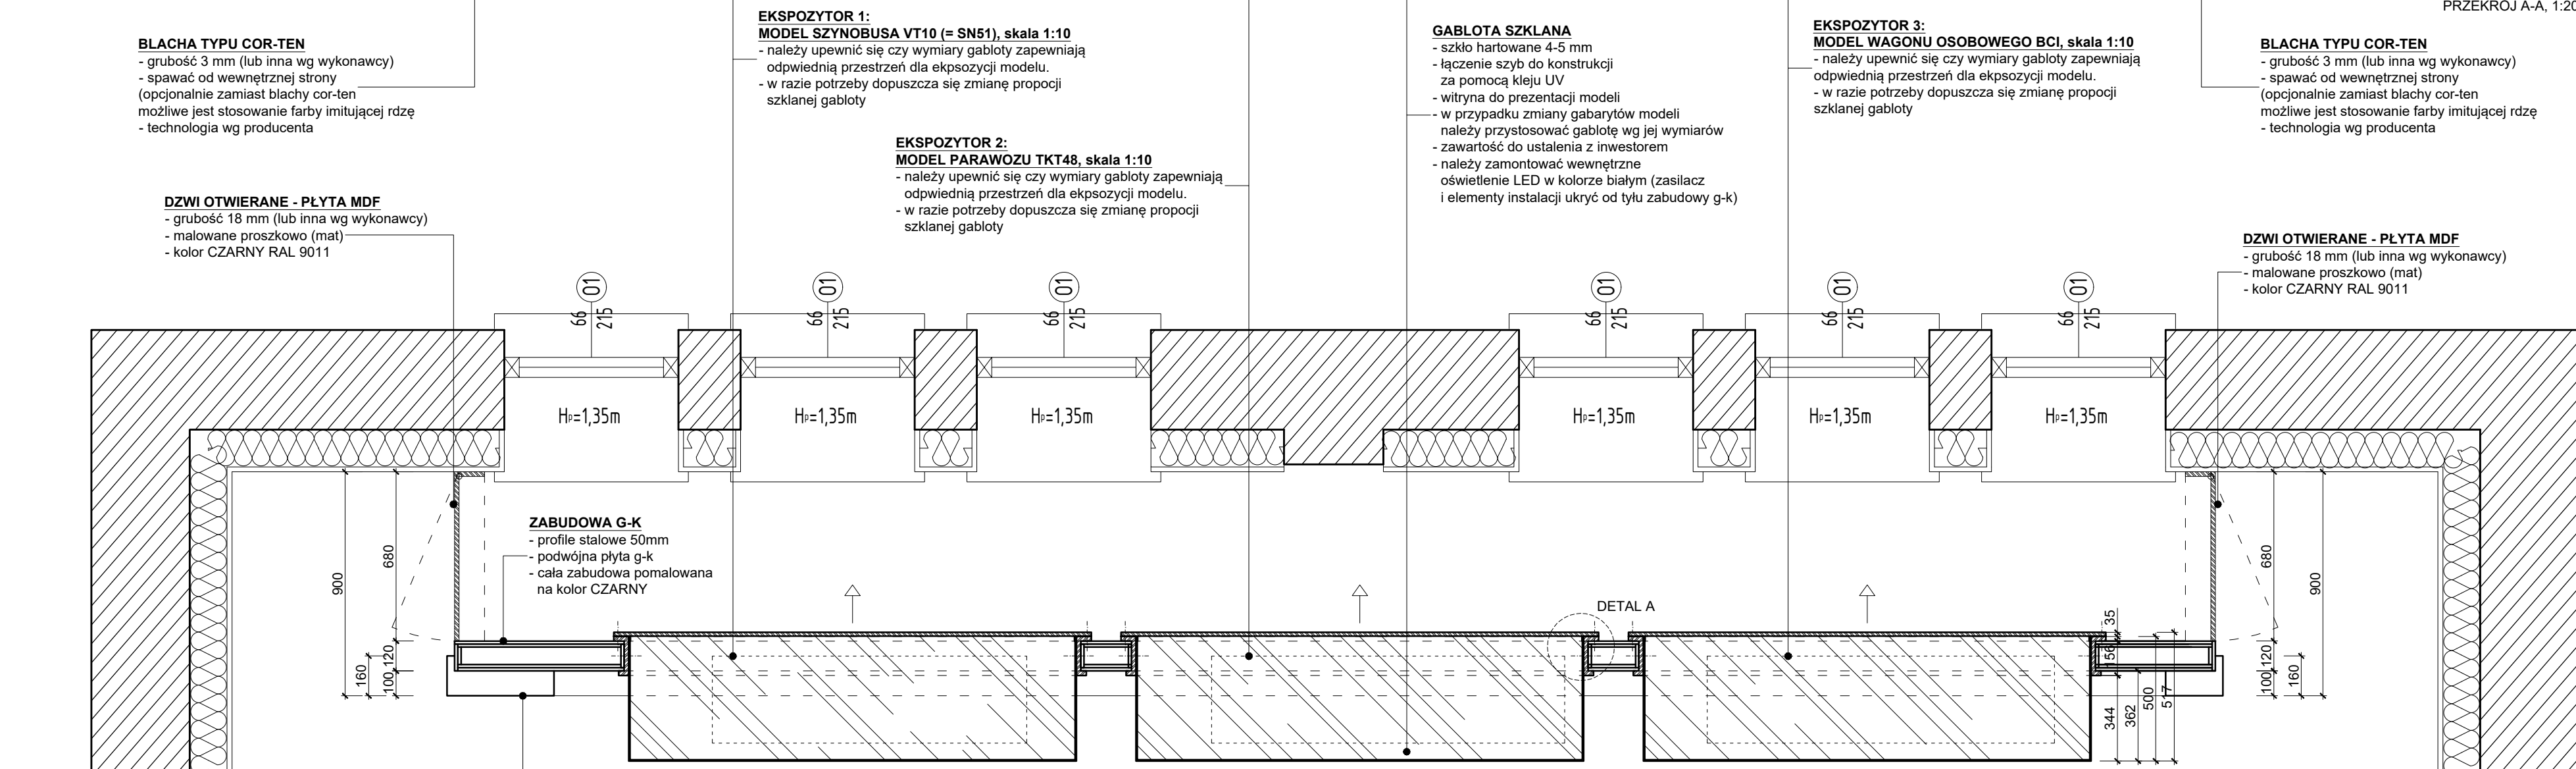 PRZEKRÓJ A-A, 1:20
BLACHA TYPU COR-TEN
- grubość 3 mm (lub inna wg wykonawcy)
- spawać od wewnętrznej strony
(opcjonalnie zamiast blachy cor-ten
możliwe jest stosowanie farby imitującej rdzę
- technologia wg producenta
EKSPOZYTOR 1:
MODEL SZYNOBUSA VT10 (= SN51), skala 1:10
- należy upewnić się czy wymiary gabloty zapewniają
odpwiednią przestrzeń dla ekpsozycji modelu.
- w razie potrzeby dopuszcza się zmianę propocji
szklanej gabloty
EKSPOZYTOR 2:
MODEL PARAWOZU TKT48, skala 1:10
- należy upewnić się czy wymiary gabloty zapewniają
odpwiednią przestrzeń dla ekpsozycji modelu.
- w razie potrzeby dopuszcza się zmianę propocji
szklanej gabloty
GABLOTA SZKLANA
- szkło hartowane 4-5 mm
- łączenie szyb do konstrukcji
za pomocą kleju UV
- witryna do prezentacji modeli
- w przypadku zmiany gabarytów modeli
należy przystosować gablotę wg jej wymiarów
- zawartość do ustalenia z inwestorem
- należy zamontować wewnętrzne
oświetlenie LED w kolorze białym (zasilacz
i elementy instalacji ukryć od tyłu zabudowy g-k)
EKSPOZYTOR 3:
MODEL WAGONU OSOBOWEGO BCI, skala 1:10
- należy upewnić się czy wymiary gabloty zapewniają
odpwiednią przestrzeń dla ekpsozycji modelu.
- w razie potrzeby dopuszcza się zmianę propocji
szklanej gabloty
BLACHA TYPU COR-TEN
- grubość 3 mm (lub inna wg wykonawcy)
- spawać od wewnętrznej strony
(opcjonalnie zamiast blachy cor-ten
możliwe jest stosowanie farby imitującej rdzę
- technologia wg producenta
DZWI OTWIERANE - PŁYTA MDF
- grubość 18 mm (lub inna wg wykonawcy)
- malowane proszkowo (mat)
- kolor CZARNY RAL 9011
DZWI OTWIERANE - PŁYTA MDF
- grubość 18 mm (lub inna wg wykonawcy)
- malowane proszkowo (mat)
- kolor CZARNY RAL 9011
01 01 01 01 01 01
66 215 66 215 66 215 66 215 66 215 66 215
Hp=1,35m Hp=1,35m Hp=1,35m Hp=1,35m Hp=1,35m Hp=1,35m
ZABUDOWA G-K
- profile stalowe 50mm
- podwójna płyta g-k
- cała zabudowa pomalowana
na kolor CZARNY
DETAL A
900
680
160
120
100
35
156
344
362
500
517
680
900
120
100
160